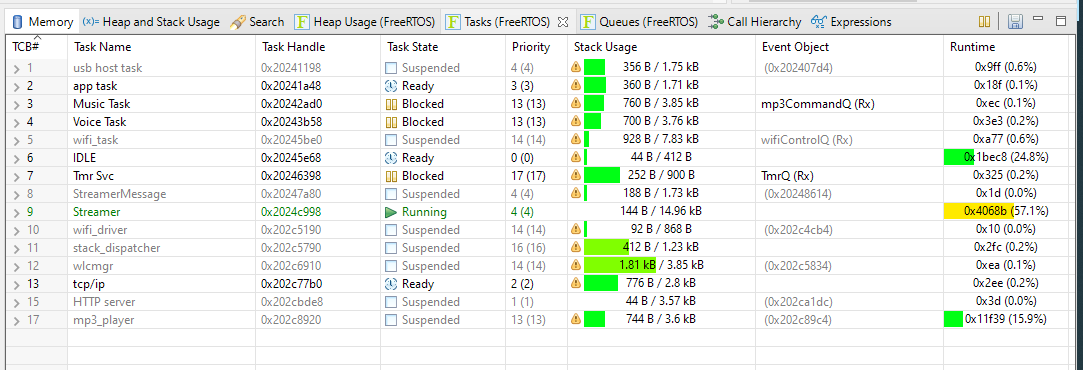 Memory (x)= Heap and Stack Usage Search Heap Usage (FreeRTOS) Tasks (FreeRTOS) Queues (FreeRTOS) Call Hierarchy Expressions
TCB# Task Name Task Handle Task State Priority Stack Usage Event Object Runtime
1 usb host task 0x20241198 Suspended 4 (4) 356 B / 1.75 kB (0x202407d4) 0x9ff (0.6%)
2 app task 0x20241a48 Ready 3 (3) 360 B / 1.71 kB 0x18f (0.1%)
3 Music Task 0x20242ad0 Blocked 13 (13) 760 B / 3.85 kB mp3CommandQ (Rx) 0xec (0.1%)
4 Voice Task 0x20243b58 Blocked 13 (13) 700 B / 3.76 kB 0x3e3 (0.2%)
5 wifi_task 0x20245be0 Suspended 14 (14) 928 B / 7.83 kB wifiControlQ (Rx) 0xa77 (0.6%)
6 IDLE 0x20245e68 Ready 0 (0) 44 B / 412 B 0x1bec8 (24.8%)
7 Tmr Svc 0x20246398 Blocked 17 (17) 252 B / 900 B TmrQ (Rx) 0x325 (0.2%)
8 StreamerMessage 0x20247a80 Suspended 4 (4) 188 B / 1.73 kB (0x20248614) 0x1d (0.0%)
9 Streamer 0x2024c998 Running 4 (4) 144 B / 14.96 kB 0x4068b (57.1%)
10 wifi_driver 0x202c5190 Suspended 14 (14) 92 B / 868 B (0x202c4cb4) 0x10 (0.0%)
11 stack_dispatcher 0x202c5790 Suspended 16 (16) 412 B / 1.23 kB 0x2fc (0.2%)
12 wlcmgr 0x202c6910 Suspended 14 (14) 1.81 kB / 3.85 kB (0x202c5834) 0xea (0.1%)
13 tcp/ip 0x202c77b0 Ready 2 (2) 776 B / 2.8 kB 0x2ee (0.2%)
15 HTTP server 0x202cbde8 Suspended 1 (1) 44 B / 3.57 kB (0x202ca1dc) 0x3d (0.0%)
17 mp3_player 0x202c8920 Suspended 13 (13) 744 B / 3.6 kB (0x202c89c4) 0x11f39 (15.9%)